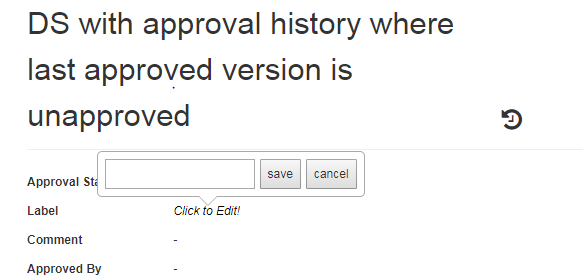 DS with approval history where
last approved version is
unapproved
save cancel
Approval Sta
Label Click to Edit!
Comment -
Approved By -